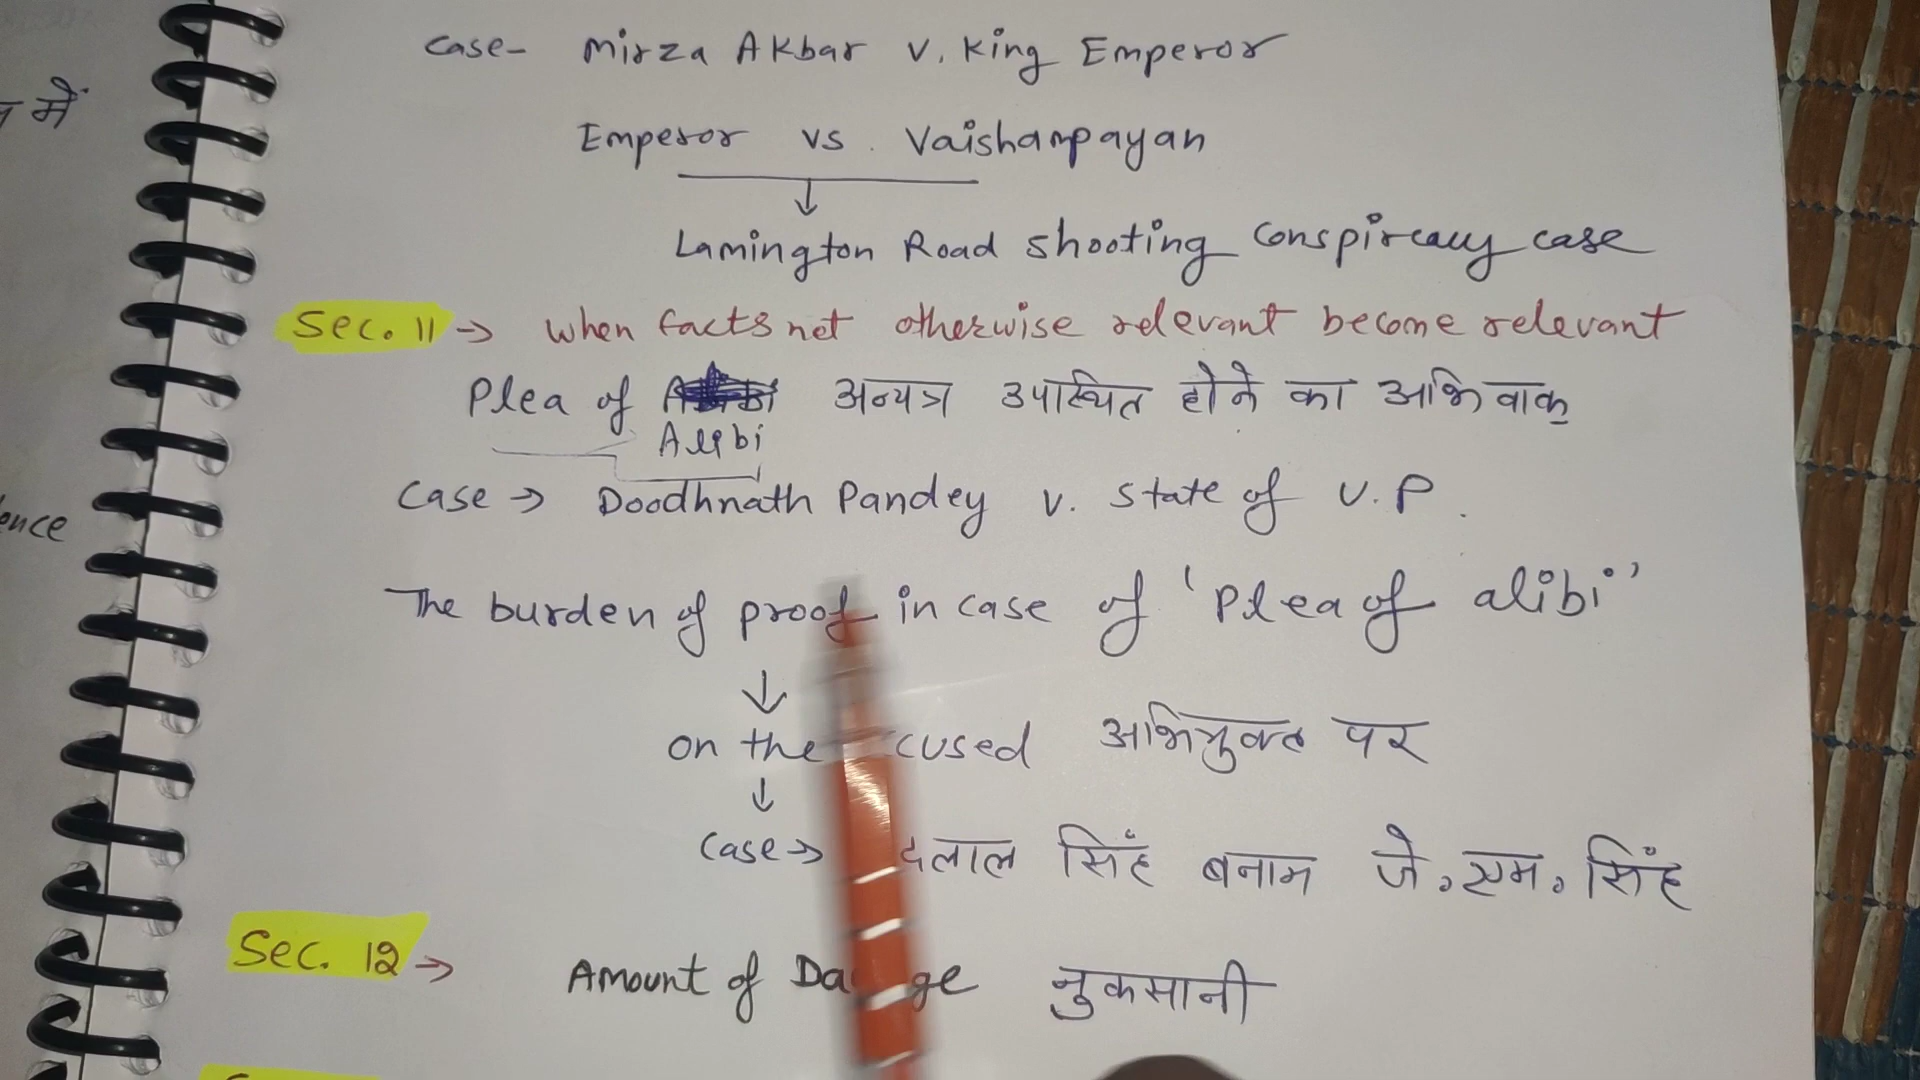 में
ence
Case- Mirza Akbar v. King Emperor
Emperor vs. Vaishampayan
↓
Lamington Road shooting Conspircauy case
Sec. 11 → when facts not otherwise relevant become relevant
Plea of अन्यत्र उपस्थित होने का अभिवाक्
Alibi
Case → Doodhnath Pandey v. State of U.P.
The burden of proof in case of 'Plea of alibi'
↓
on the cused अभियुक्त पर
↓
Case → दलाल सिंह बनाम जे. एम. सिंह
Sec. 12 → Amount of Da ge नुकसानी